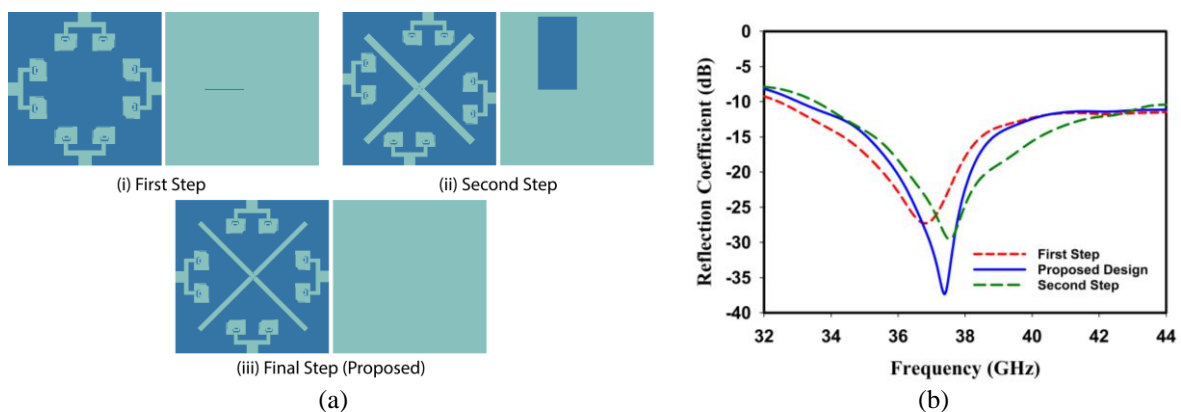 (i) First Step
(ii) Second Step
(iii) Final Step (Proposed)
(a)
Reflection Coefficient (dB)
0
-5
-10
-15
-20
-25
-30
-35
-40
First Step
Proposed Design
Second Step
32 34 36 38 40 42 44
Frequency (GHz)
(b)